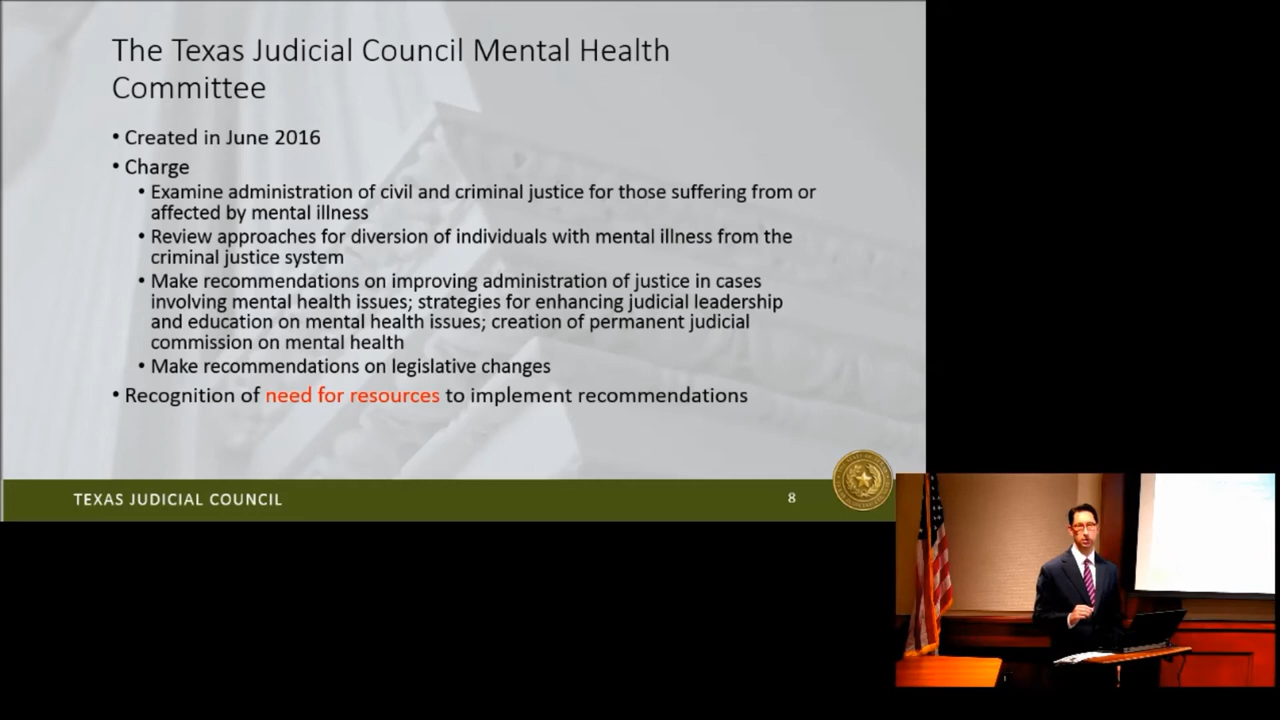 The Texas Judicial Council Mental Health
Committee
• Created in June 2016
• Charge
• Examine administration of civil and criminal justice for those suffering from or
affected by mental illness
• Review approaches for diversion of individuals with mental illness from the
criminal justice system
• Make recommendations on improving administration of justice in cases
involving mental health issues; strategies for enhancing judicial leadership
and education on mental health issues; creation of permanent judicial
commission on mental health
• Make recommendations on legislative changes
• Recognition of need for resources to implement recommendations
TEXAS JUDICIAL COUNCIL
8